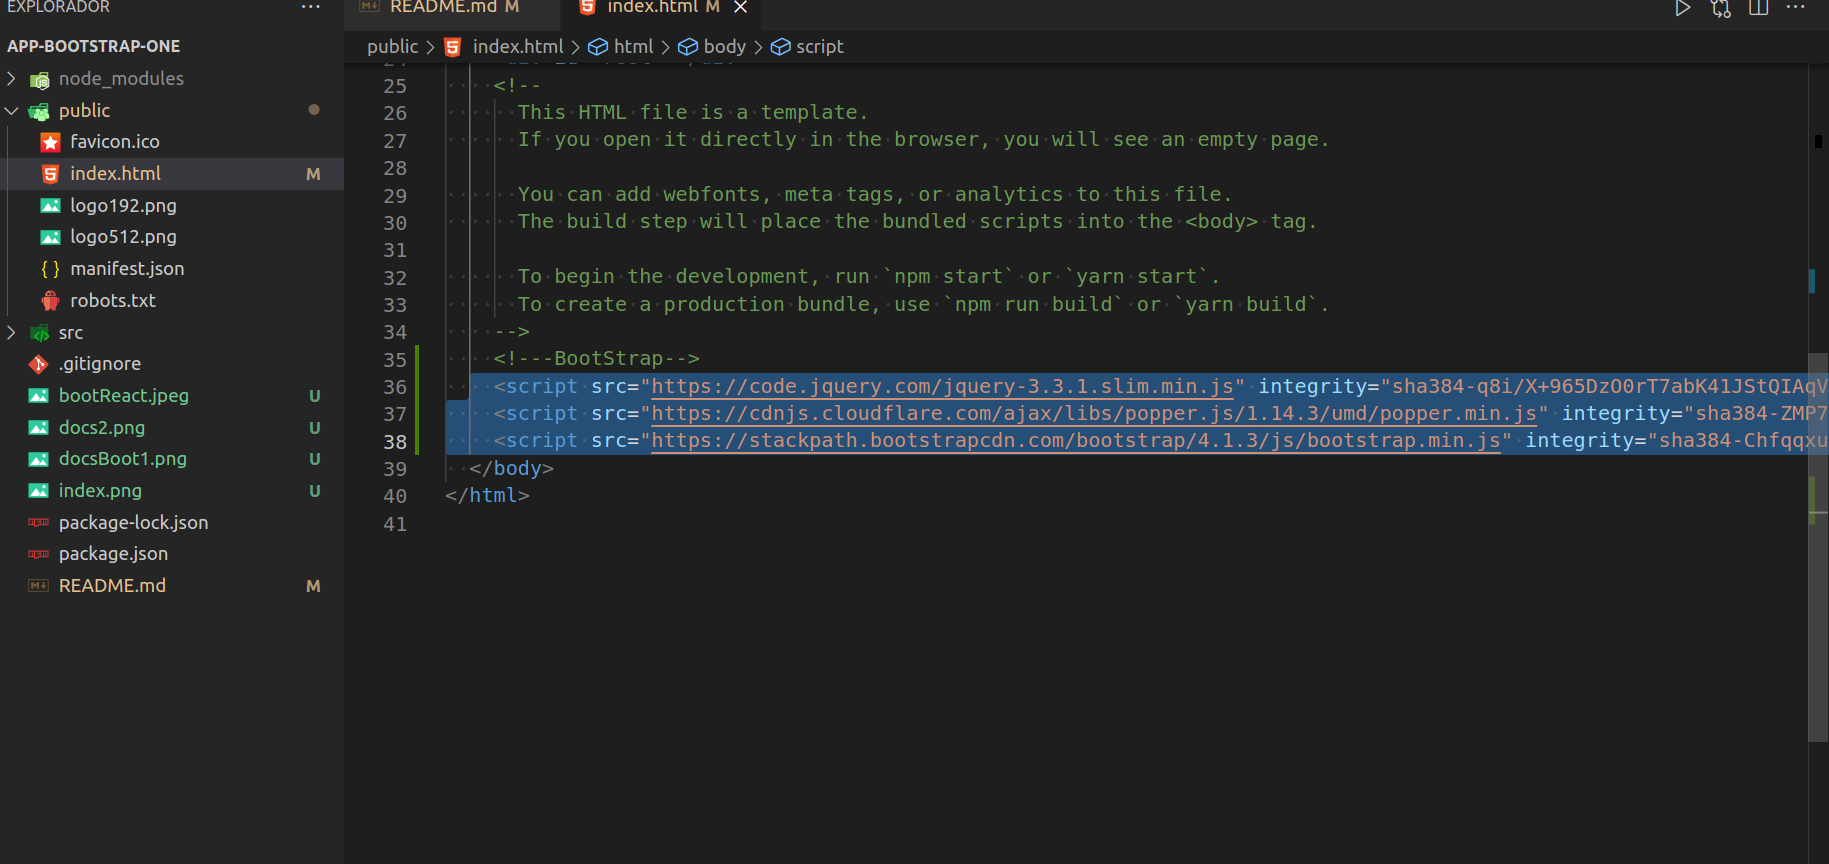 EXPLORADOR
APP-BOOTSTRAP-ONE
node_modules
public
favicon.ico
index.html M
logo192.png
logo512.png
manifest.json
robots.txt
src
.gitignore
bootReact.jpeg U
docs2.png U
docsBoot1.png U
index.png U
package-lock.json
package.json
README.md M
README.md M
index.html M
public > index.html > html > body > script
25 <!--
26 This HTML file is a template.
27 If you open it directly in the browser, you will see an empty page.
28
29 You can add webfonts, meta tags, or analytics to this file.
30 The build step will place the bundled scripts into the <body> tag.
31
32 To begin the development, run `npm start` or `yarn start`.
33 To create a production bundle, use `npm run build` or `yarn build`.
34 -->
35 <!---BootStrap-->
36 <script src="https://code.jquery.com/jquery-3.3.1.slim.min.js" integrity="sha384-q8i/X+965DzO0rT7abK41JStQIAqV
37 <script src="https://cdnjs.cloudflare.com/ajax/libs/popper.js/1.14.3/umd/popper.min.js" integrity="sha384-ZMP7
38 <script src="https://stackpath.bootstrapcdn.com/bootstrap/4.1.3/js/bootstrap.min.js" integrity="sha384-Chfqqxu
39 </body>
40 </html>
41